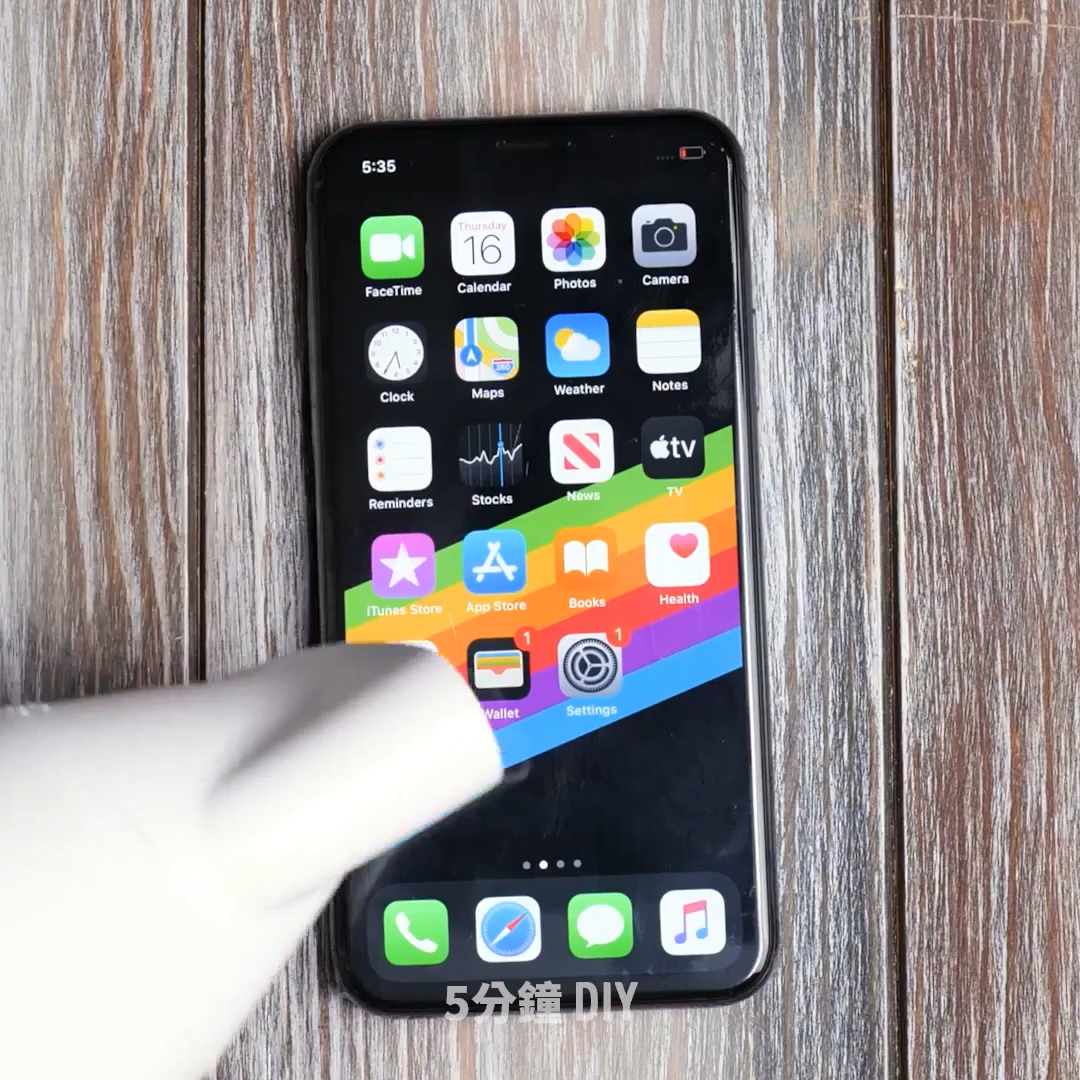 5:35
Thursday
16
FaceTime
Calendar
Photos
Camera
Clock
Maps
280
Weather
Notes
Reminders
Stocks
News
tv
TV
iTunes Store
App Store
Books
Health
1
1
Wallet
Settings
5分鐘 DIY